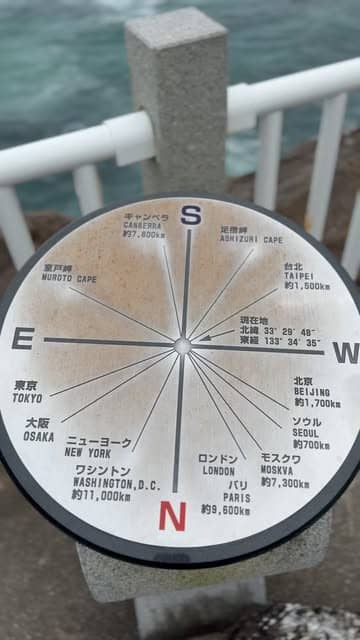 S
キャンベラ
CANBERRA
約7,800km
足摺岬
ASHIZURI CAPE
室戸岬
MUROTO CAPE
台北
TAIPEI
約1,500km
現在地
北緯 33° 29′ 48″
東経 133° 34′ 35″
E
W
東京
TOKYO
大阪
OSAKA
ニューヨーク
NEW YORK
ワシントン
WASHINGTON,D.C.
約11,000km
N
北京
BEIJING
約1,700km
ソウル
SEOUL
約700km
モスクワ
MOSKVA
約7,300km
ロンドン
LONDON
パリ
PARIS
約9,600km